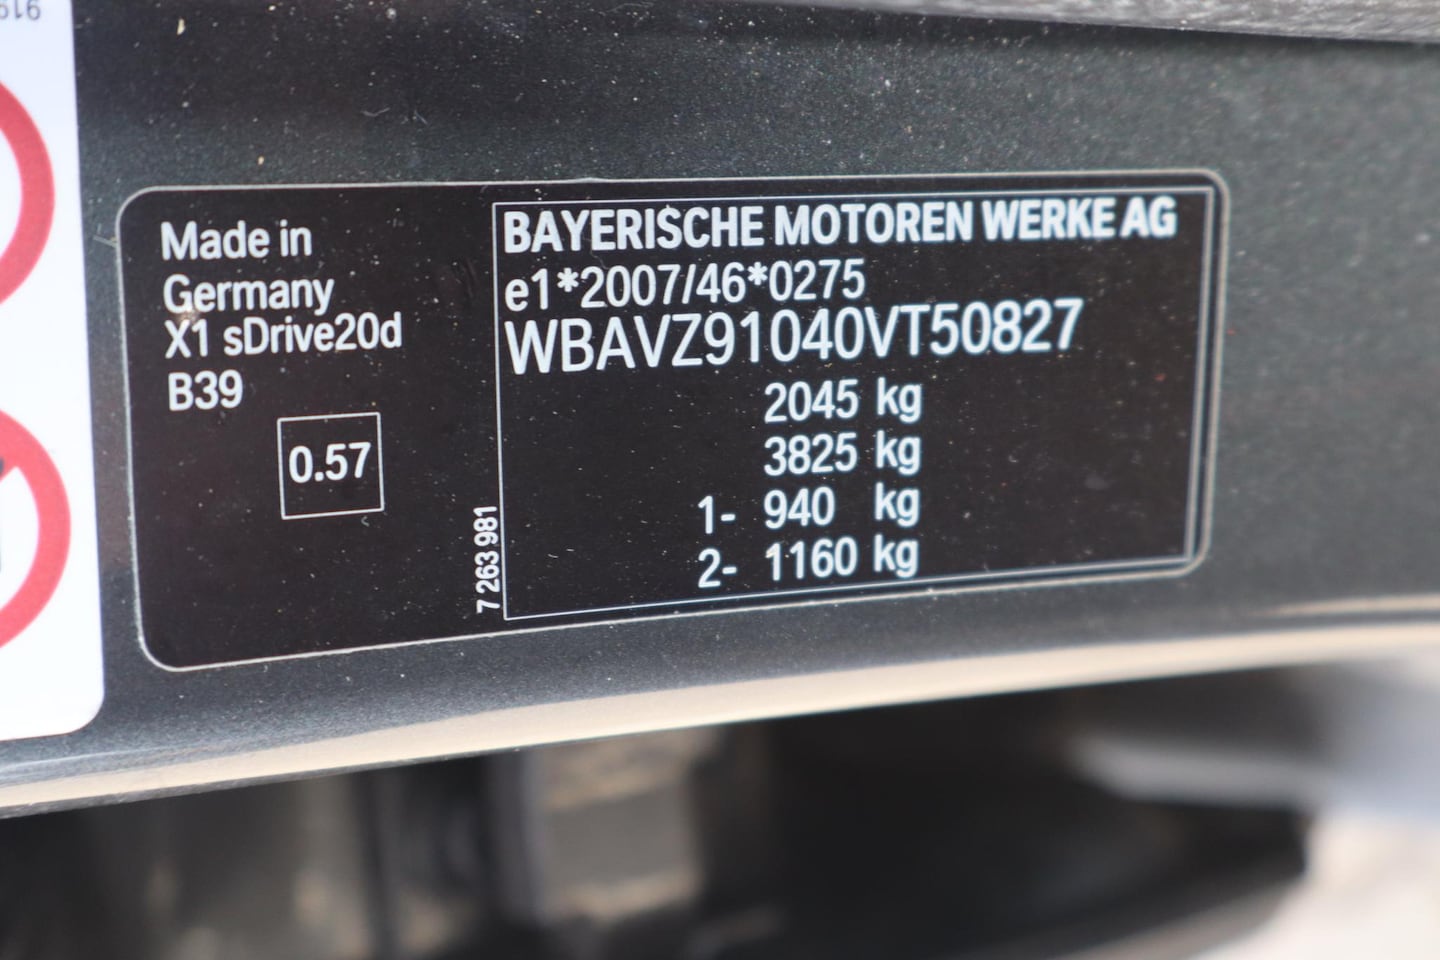 Made in
Germany
X1 sDrive20d
B39
0.57
7 263 981
BAYERISCHE MOTOREN WERKE AG
e1*2007/46*0275
WBAVZ91040VT50827
2045 kg
3825 kg
1- 940 kg
2- 1160 kg